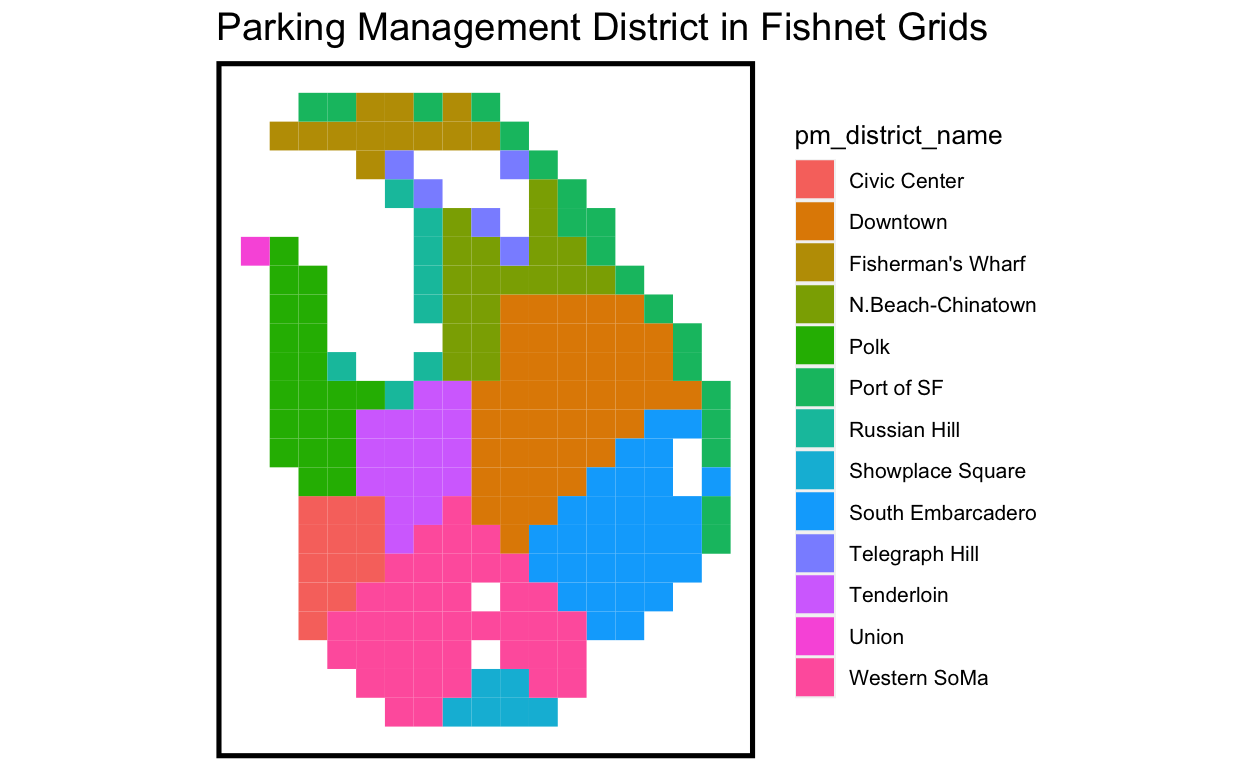 Parking Management District in Fishnet Grids
pm_district_name
Civic Center
Downtown
Fisherman's Wharf
N.Beach-Chinatown
Polk
Port of SF
Russian Hill
Showplace Square
South Embarcadero
Telegraph Hill
Tenderloin
Union
Western SoMa